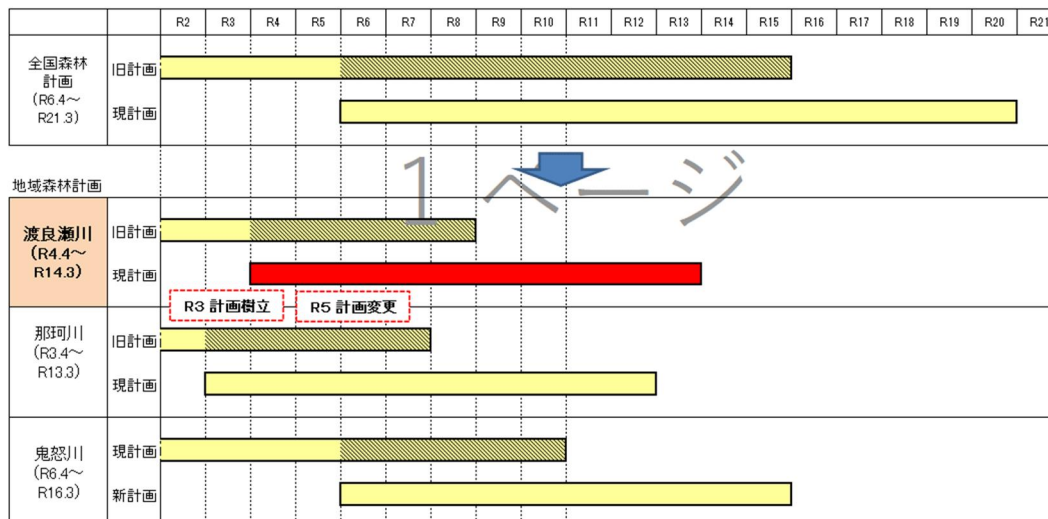 R2 R3 R4 R5 R6 R7 R8 R9 R10 R11 R12 R13 R14 R15 R16 R17 R18 R19 R20 R21
全国森林
計画
(R6.4～
R21.3)
旧計画
現計画
1 ページ
地域森林計画
渡良瀬川
(R4.4～
R14.3)
旧計画
現計画
R3 計画樹立
R5 計画変更
那珂川
(R3.4～
R13.3)
旧計画
現計画
鬼怒川
(R6.4～
R16.3)
現計画
新計画